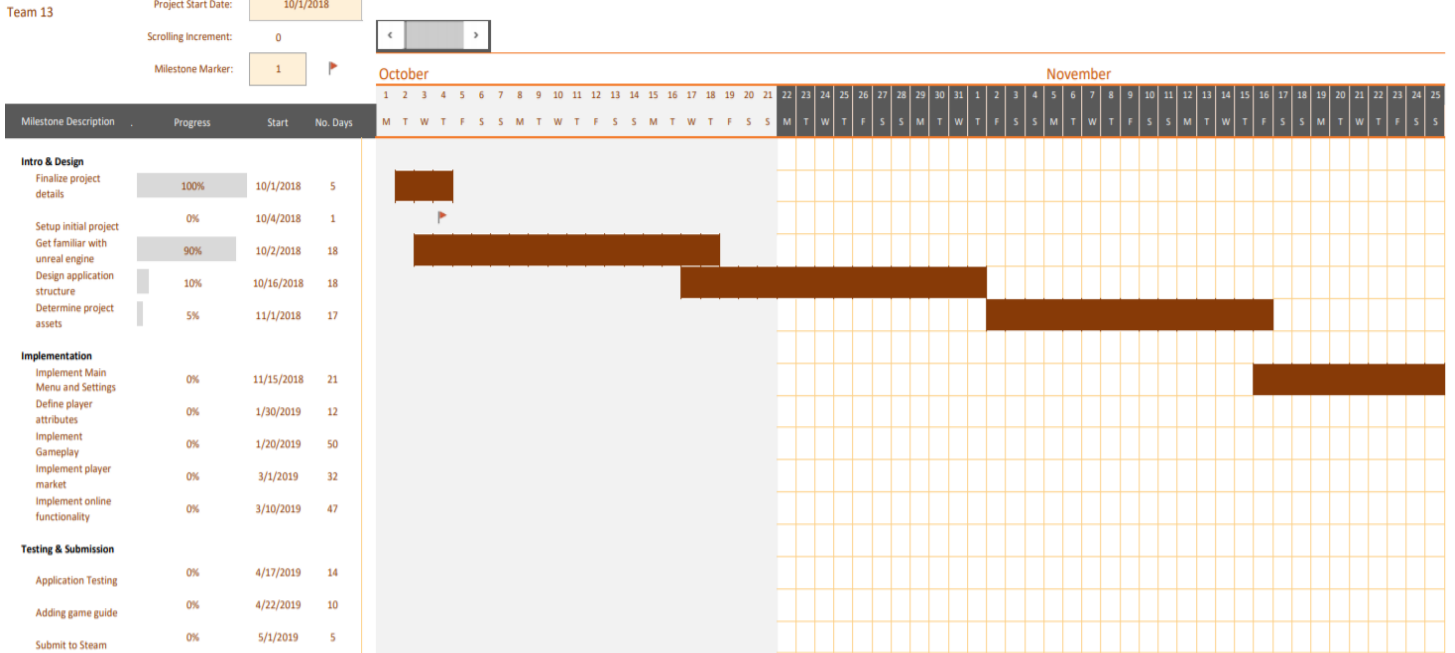 Team 13
Project Start Date: 10/1/2018
Scrolling Increment: 0
Milestone Marker: 1
October November
1 2 3 4 5 6 7 8 9 10 11 12 13 14 15 16 17 18 19 20 21 22 23 24 25 26 27 28 29 30 31 1 2 3 4 5 6 7 8 9 10 11 12 13 14 15 16 17 18 19 20 21 22 23 24 25
Milestone Description . Progress Start No. Days M T W T F S S M T W T F S S M T W T F S S M T W T F S S M T W T F S S M T W T F S S M T W T F S S M T W T F S S
Intro & Design
Finalize project
details 100% 10/1/2018 5
Setup initial project 0% 10/4/2018 1
Get familiar with
unreal engine 90% 10/2/2018 18
Design application
structure 10% 10/16/2018 18
Determine project
assets 5% 11/1/2018 17
Implementation
Implement Main
Menu and Settings 0% 11/15/2018 21
Define player
attributes 0% 1/30/2019 12
Implement
Gameplay 0% 1/20/2019 50
Implement player
market 0% 3/1/2019 32
Implement online
functionality 0% 3/10/2019 47
Testing & Submission
Application Testing 0% 4/17/2019 14
Adding game guide 0% 4/22/2019 10
Submit to Steam 0% 5/1/2019 5